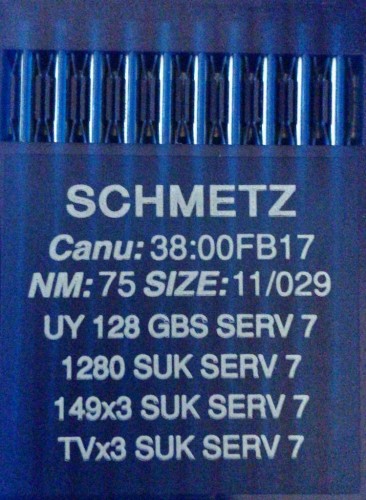 SCHMETZ
Canu: 38:00FB17
NM: 75 SIZE: 11/029
UY 128 GBS SERV 7
1280 SUK SERV 7
149x3 SUK SERV 7
TVx3 SUK SERV 7